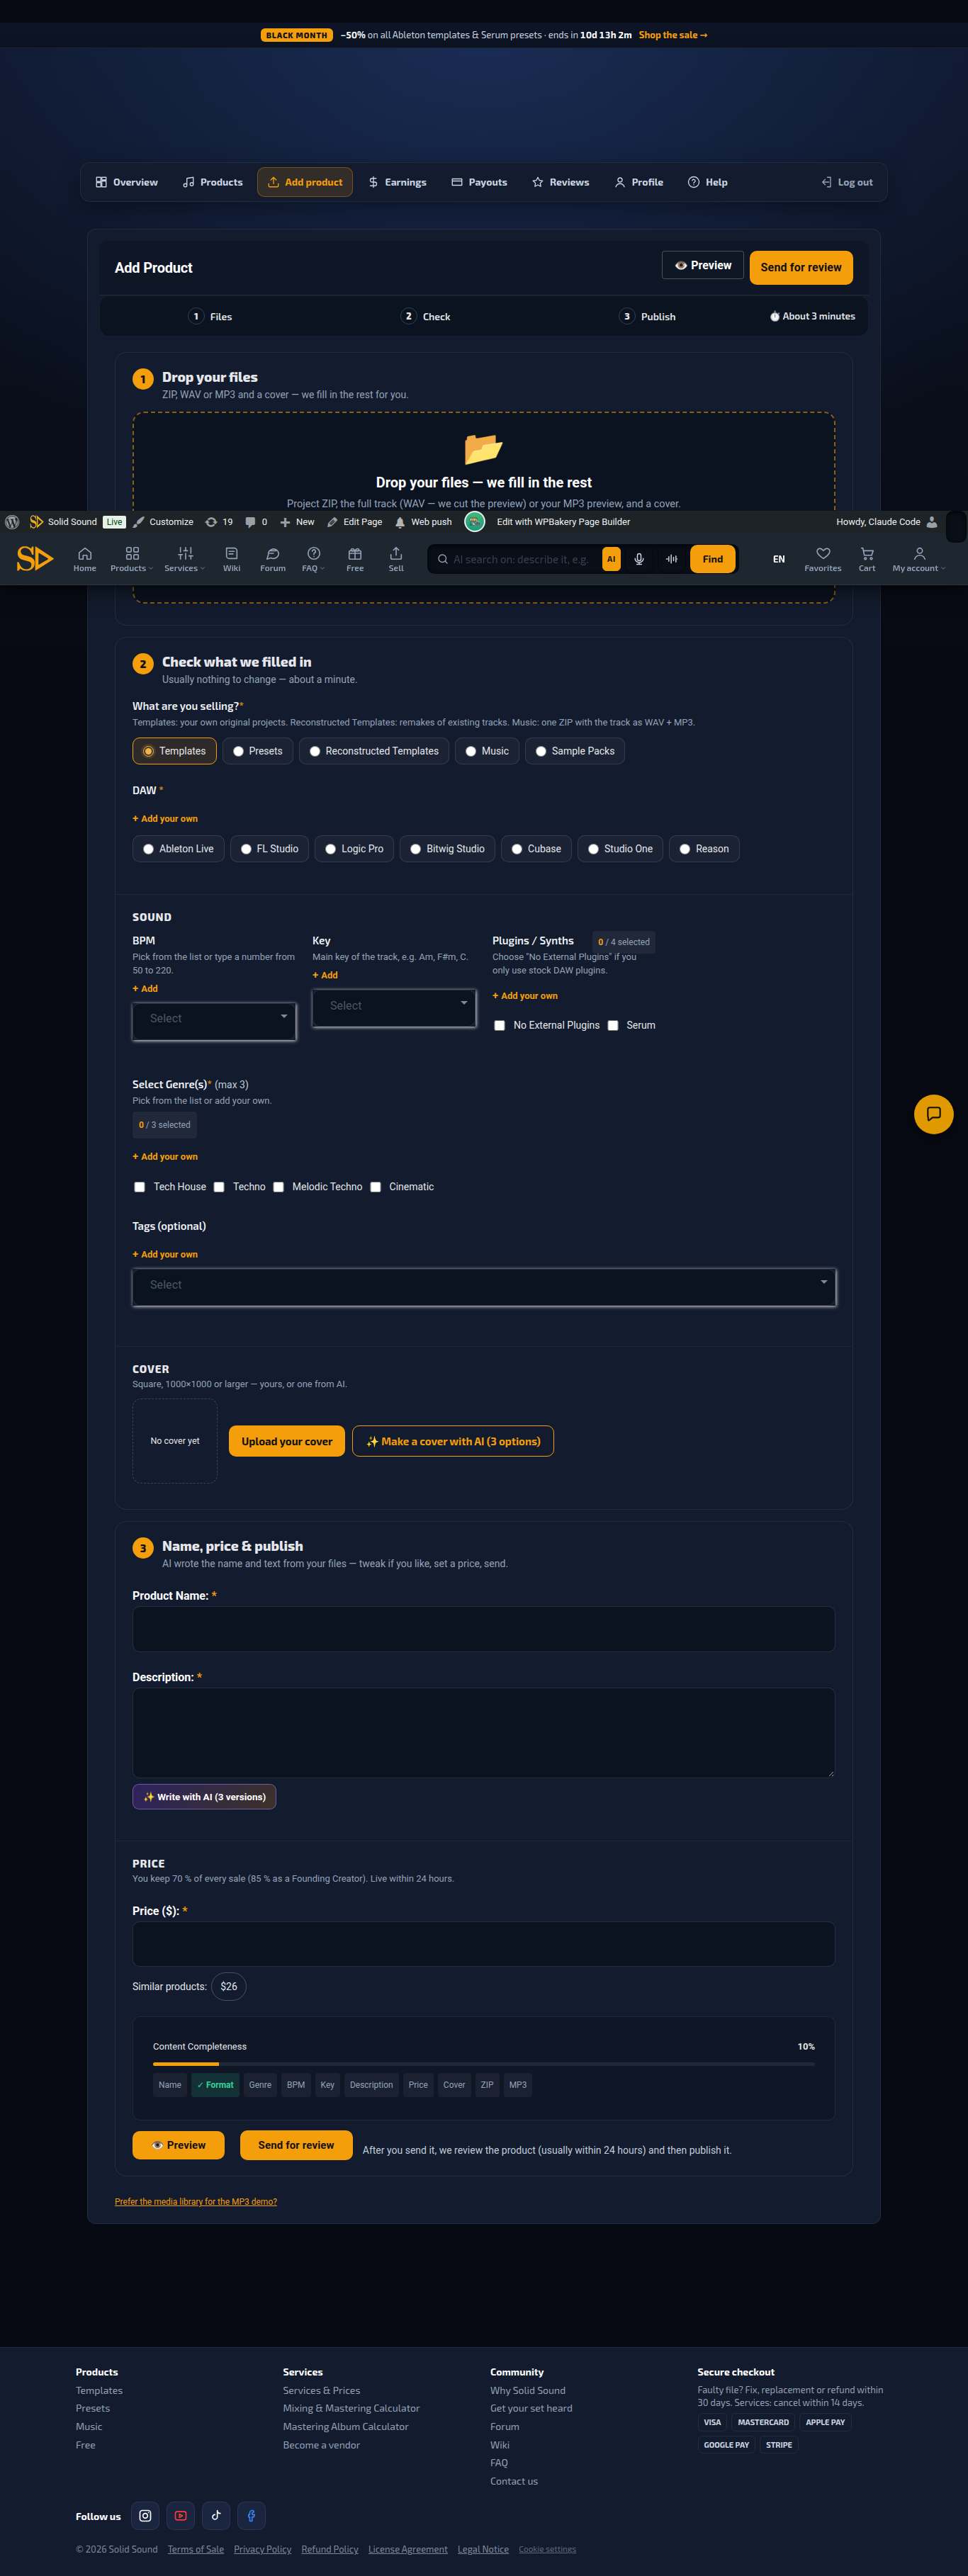 BLACK MONTH −50% on all Ableton templates & Serum presets · ends in 10d 13h 2m Shop the sale →
Overview Products Add product Earnings Payouts Reviews Profile Help Log out
Add Product
Preview Send for review
1 Files 2 Check 3 Publish About 3 minutes
1 Drop your files
ZIP, WAV or MP3 and a cover — we fill in the rest for you.
Drop your files — we fill in the rest
Project ZIP, the full track (WAV — we cut the preview) or your MP3 preview, and a cover.
Solid Sound Live Customize 19 0 New Edit Page Web push Edit with WPBakery Page Builder Howdy, Claude Code
Home Products Services Wiki Forum FAQ Free Sell AI search on: describe it, e.g. AI Find EN Favorites Cart My account
2 Check what we filled in
Usually nothing to change — about a minute.
What are you selling?*
Templates: your own original projects. Reconstructed Templates: remakes of existing tracks. Music: one ZIP with the track as WAV + MP3.
Templates Presets Reconstructed Templates Music Sample Packs
DAW *
+ Add your own
Ableton Live FL Studio Logic Pro Bitwig Studio Cubase Studio One Reason
SOUND
BPM
Pick from the list or type a number from
50 to 220.
+ Add
Select
Key
Main key of the track, e.g. Am, F#m, C.
+ Add
Select
Plugins / Synths 0 / 4 selected
Choose "No External Plugins" if you
only use stock DAW plugins.
+ Add your own
No External Plugins Serum
Select Genre(s)* (max 3)
Pick from the list or add your own.
0 / 3 selected
+ Add your own
Tech House Techno Melodic Techno Cinematic
Tags (optional)
+ Add your own
Select
COVER
Square, 1000×1000 or larger — yours, or one from AI.
No cover yet Upload your cover ✨ Make a cover with AI (3 options)
3 Name, price & publish
AI wrote the name and text from your files — tweak if you like, set a price, send.
Product Name: *
Description: *
✨ Write with AI (3 versions)
PRICE
You keep 70 % of every sale (85 % as a Founding Creator). Live within 24 hours.
Price ($): *
Similar products: $26
Content Completeness 10%
Name ✓ Format Genre BPM Key Description Price Cover ZIP MP3
Preview Send for review After you send it, we review the product (usually within 24 hours) and then publish it.
Prefer the media library for the MP3 demo?
Products
Templates
Presets
Music
Free
Services
Services & Prices
Mixing & Mastering Calculator
Mastering Album Calculator
Become a vendor
Community
Why Solid Sound
Get your set heard
Forum
Wiki
FAQ
Contact us
Secure checkout
Faulty file? Fix, replacement or refund within
30 days. Services: cancel within 14 days.
VISA MASTERCARD APPLE PAY
GOOGLE PAY STRIPE
Follow us
© 2026 Solid Sound Terms of Sale Privacy Policy Refund Policy License Agreement Legal Notice Cookie settings